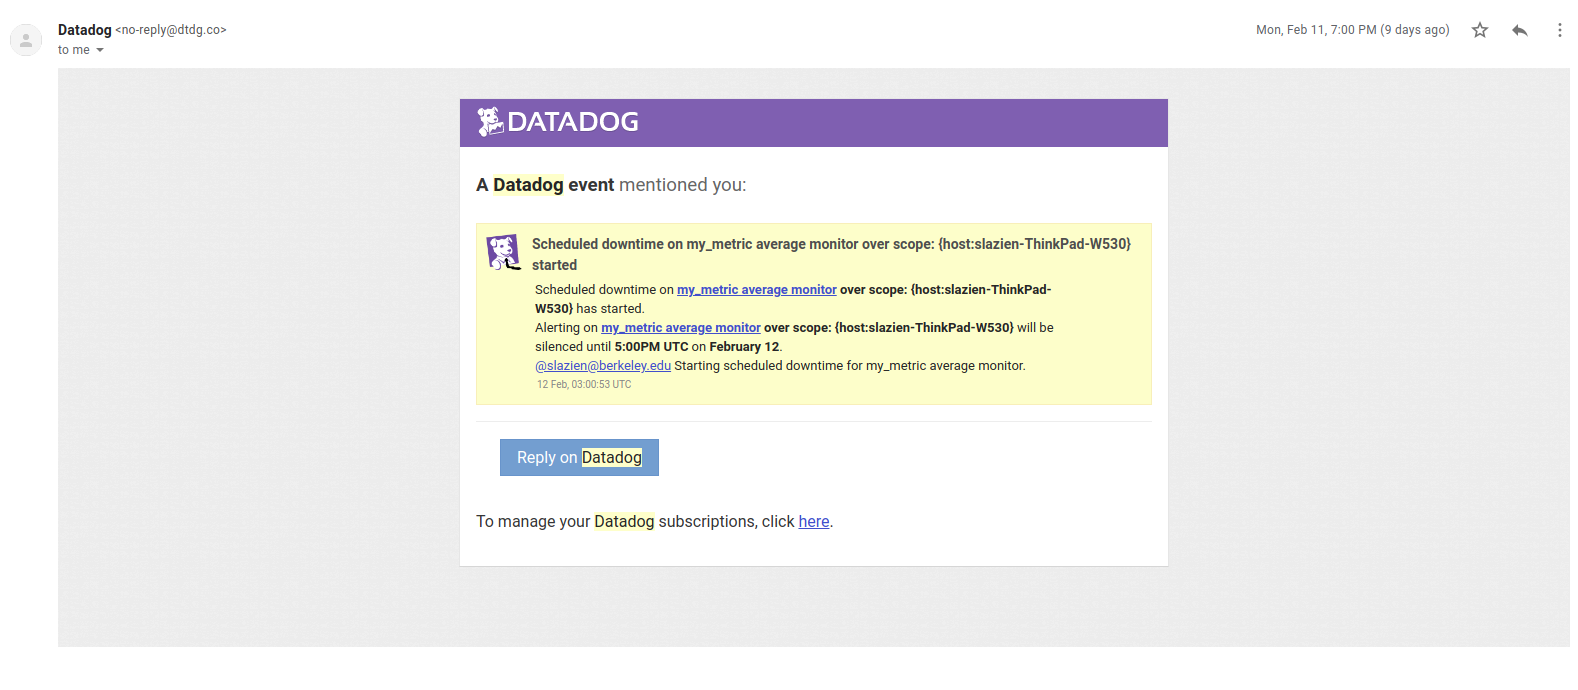 Datadog <no-reply@dtdg.co>
Mon, Feb 11, 7:00 PM (9 days ago)
to me
DATADOG
A Datadog event mentioned you:
Scheduled downtime on my_metric average monitor over scope: {host:slazien-ThinkPad-W530}
started
Scheduled downtime on my_metric average monitor over scope: {host:slazien-ThinkPad-
W530} has started.
Alerting on my_metric average monitor over scope: {host:slazien-ThinkPad-W530} will be
silenced until 5:00PM UTC on February 12.
@slazien@berkeley.edu Starting scheduled downtime for my_metric average monitor.
12 Feb, 03:00:53 UTC
Reply on Datadog
To manage your Datadog subscriptions, click here.